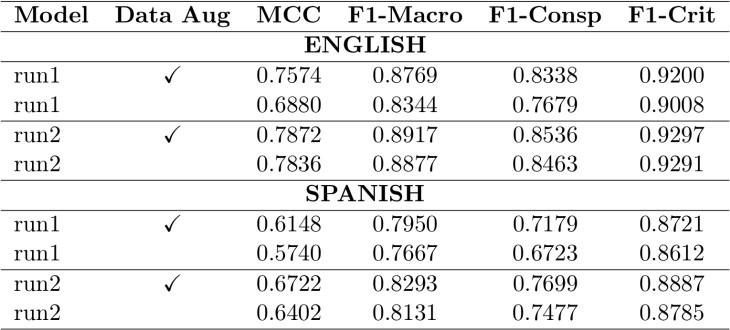 Model Data Aug MCC F1-Macro F1-Consp F1-Crit
ENGLISH
run1 ✓ 0.7574 0.8769 0.8338 0.9200
run1 0.6880 0.8344 0.7679 0.9008
run2 ✓ 0.7872 0.8917 0.8536 0.9297
run2 0.7836 0.8877 0.8463 0.9291
SPANISH
run1 ✓ 0.6148 0.7950 0.7179 0.8721
run1 0.5740 0.7667 0.6723 0.8612
run2 ✓ 0.6722 0.8293 0.7699 0.8887
run2 0.6402 0.8131 0.7477 0.8785